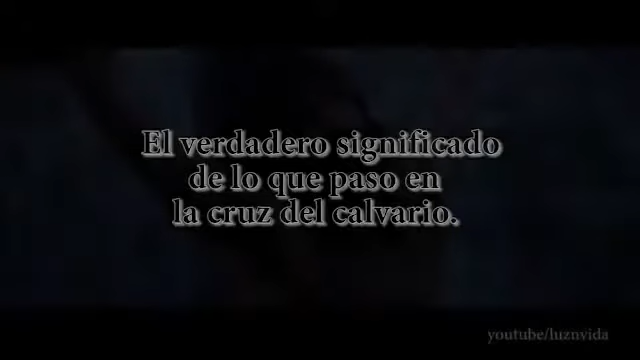 El verdadero significado
de lo que paso en
la cruz del calvario.
youtube/luznvida